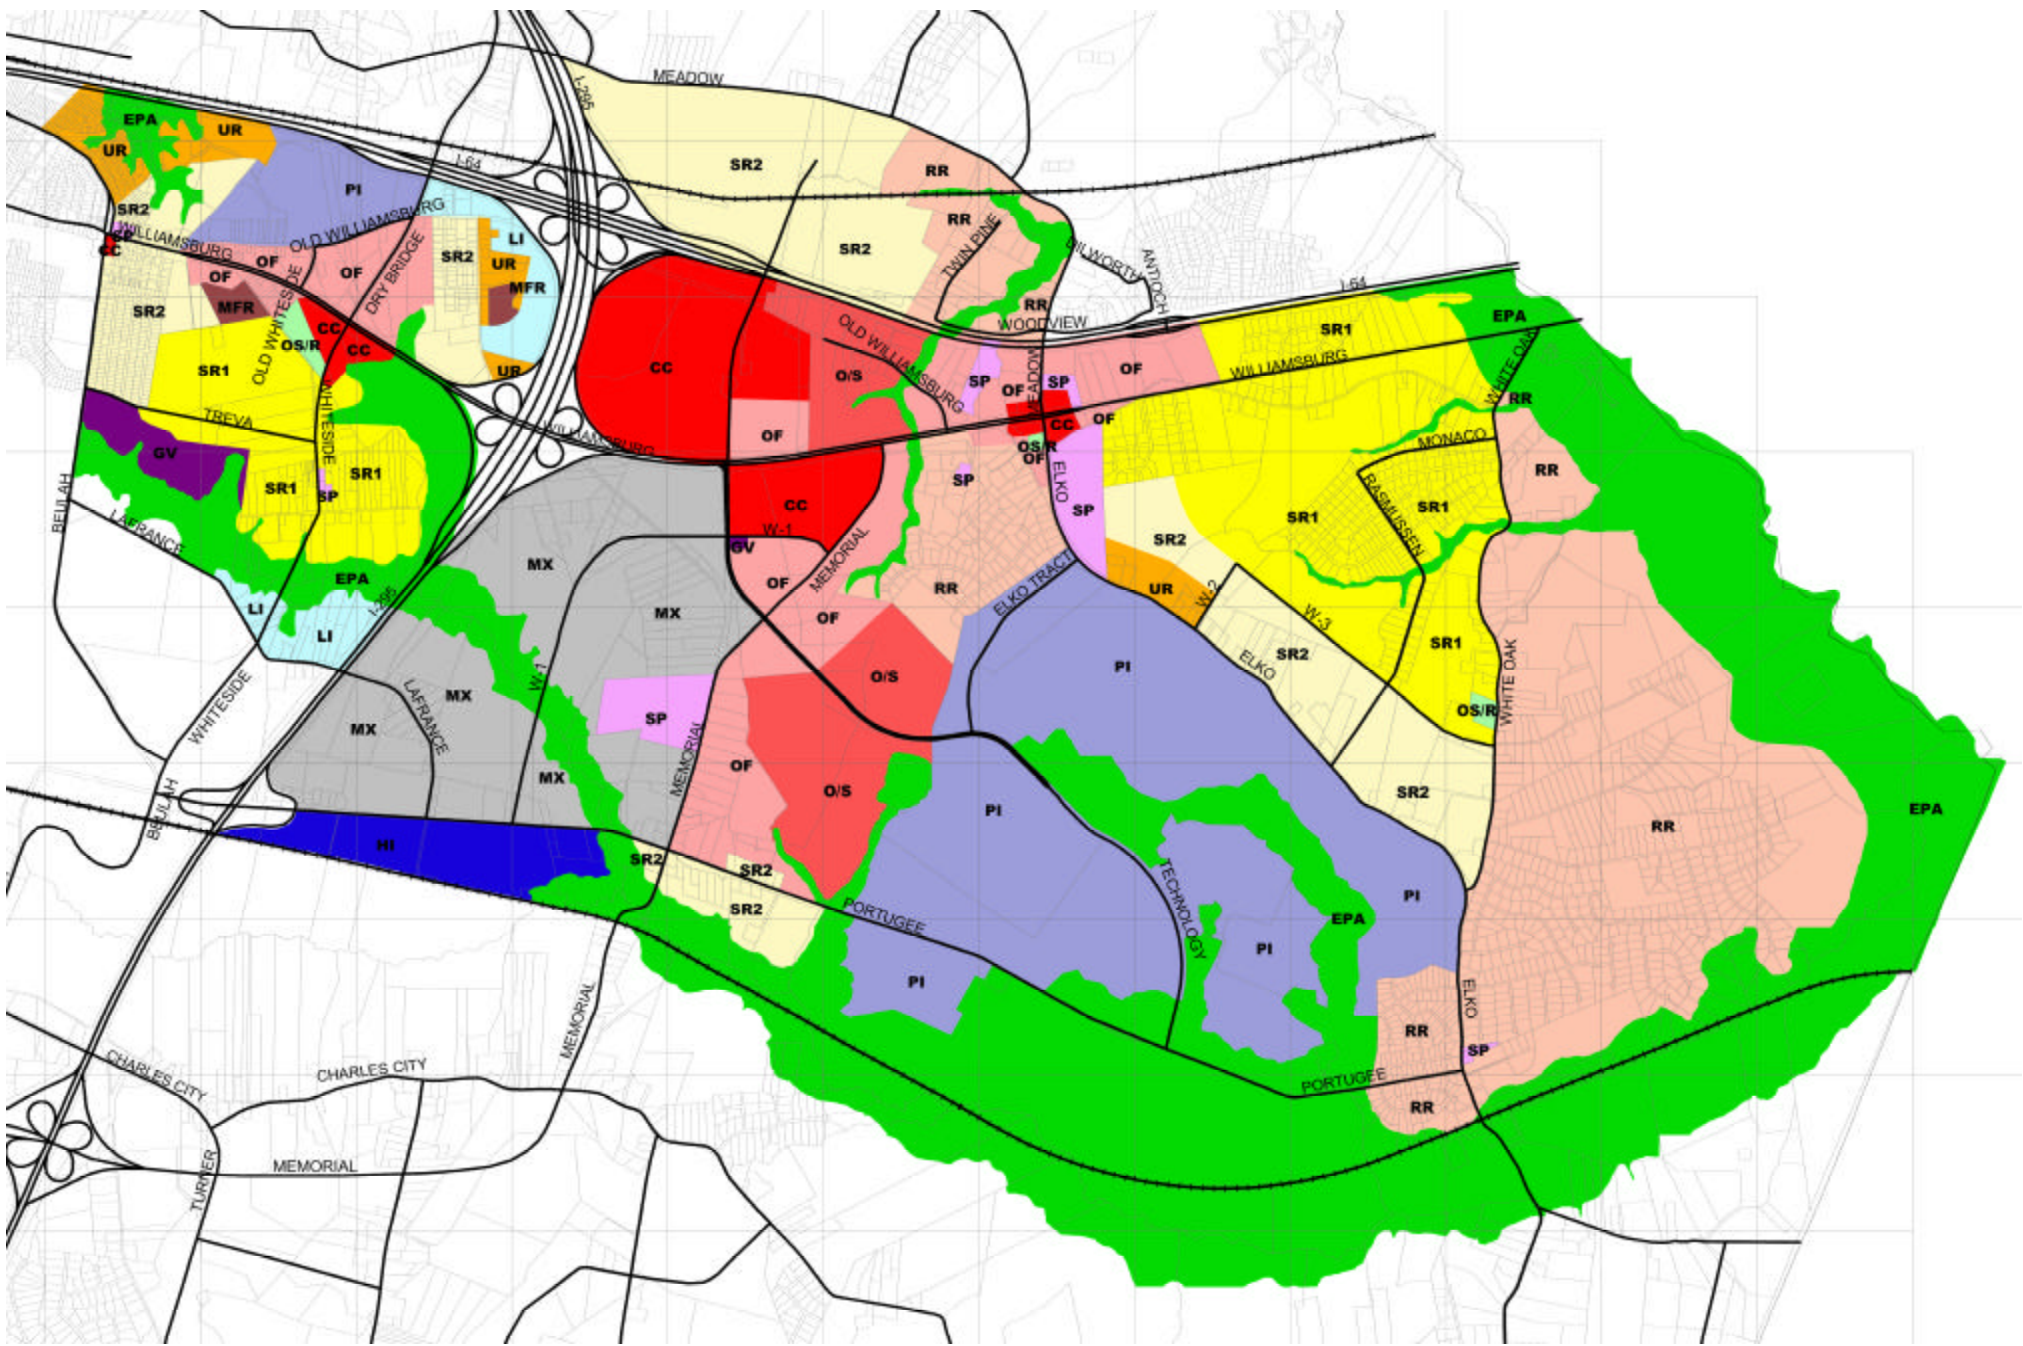 MEADOW
I-295
EPA
UR
UR
I-64
SR2
RR
PI
SR2
OLD WILLIAMSBURG
LI
RR
TWIN PINE
DILWORTH
ANTIOCH
SP
WILLIAMSBURG
CC
OF
OF
OF
DRY BRIDGE
SR2
UR
MFR
SR2
I-64
RR
WOODVIEW
MFR
SR2
OLD WHITESIDE
CC
OS/R
CC
SR1
UR
CC
O/S
OLD WILLIAMSBURG
SP
OF
MEADOW
SP
OF
SR1
WILLIAMSBURG
EPA
WHITE OAK
RR
TREVA
WHITESIDE
WILLIAMSBURG
OF
CC
OF
OS/R
OF
MONACO
GV
SR1
SR1
SP
SP
ELKO
SP
RR
RASMUSSEN
SR1
SR1
BEULAH
LAFRANCE
CC
W-1
GV
MEMORIAL
SR2
MX
EPA
I-295
OF
RR
ELKO TRACT
UR
W-2
LI
LI
MX
OF
W-3
SR1
SR2
ELKO
PI
WHITE OAK
MX
W-1
LAFRANCE
O/S
WHITESIDE
MX
SP
OS/R
MEMORIAL
OF
MX
O/S
PI
SR2
BEULAH
RR
EPA
HI
SR2
SR2
SR2
PORTUGEE
TECHNOLOGY
EPA
PI
PI
PI
ELKO
MEMORIAL
RR
SP
CHARLES CITY
CHARLES CITY
PORTUGEE
RR
MEMORIAL
TURNER